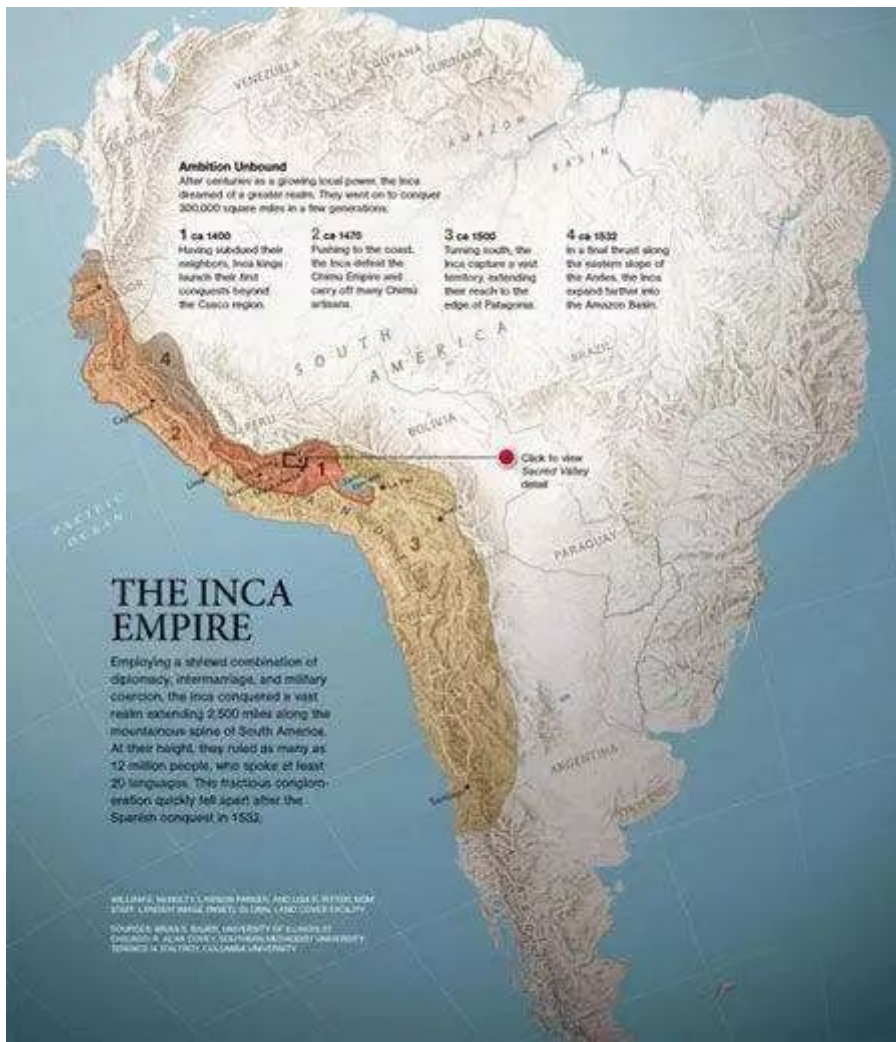 VENEZUELA
GUYANA
SURINAME
COLOMBIA
AMAZON
BASIN
Ambition Unbound
After centuries as a growing local power, the Inca
dreamed of a greater realm. They went on to conquer
300,000 square miles in a few generations.
1 ca 1400
Having subdued their
neighbors, Inca kings
launch their first
conquests beyond
the Cusco region.
2 ca 1470
Pushing to the coast,
the Inca defeat the
Chimú Empire and
carry off many Chimú
artisans.
3 ca 1500
Turning south, the
Inca capture a vast
territory, extending
their reach to the
edge of Patagonia.
4 ca 1532
In a final thrust along
the eastern slope of
the Andes, the Inca
expand farther into
the Amazon Basin.
SOUTH
AMERICA
BRAZIL
4
2
PERU
BOLIVIA
1
Click to view
Sacred Valley
detail
Lima
La Paz
3
PACIFIC
OCEAN
PARAGUAY
THE INCA
EMPIRE
Employing a shrewd combination of
diplomacy, intermarriage, and military
coercion, the Inca conquered a vast
realm extending 2,500 miles along the
mountainous spine of South America.
At their height, they ruled as many as
12 million people, who spoke at least
20 languages. This fractious conglom-
eration quickly fell apart after the
Spanish conquest in 1532.
ARGENTINA